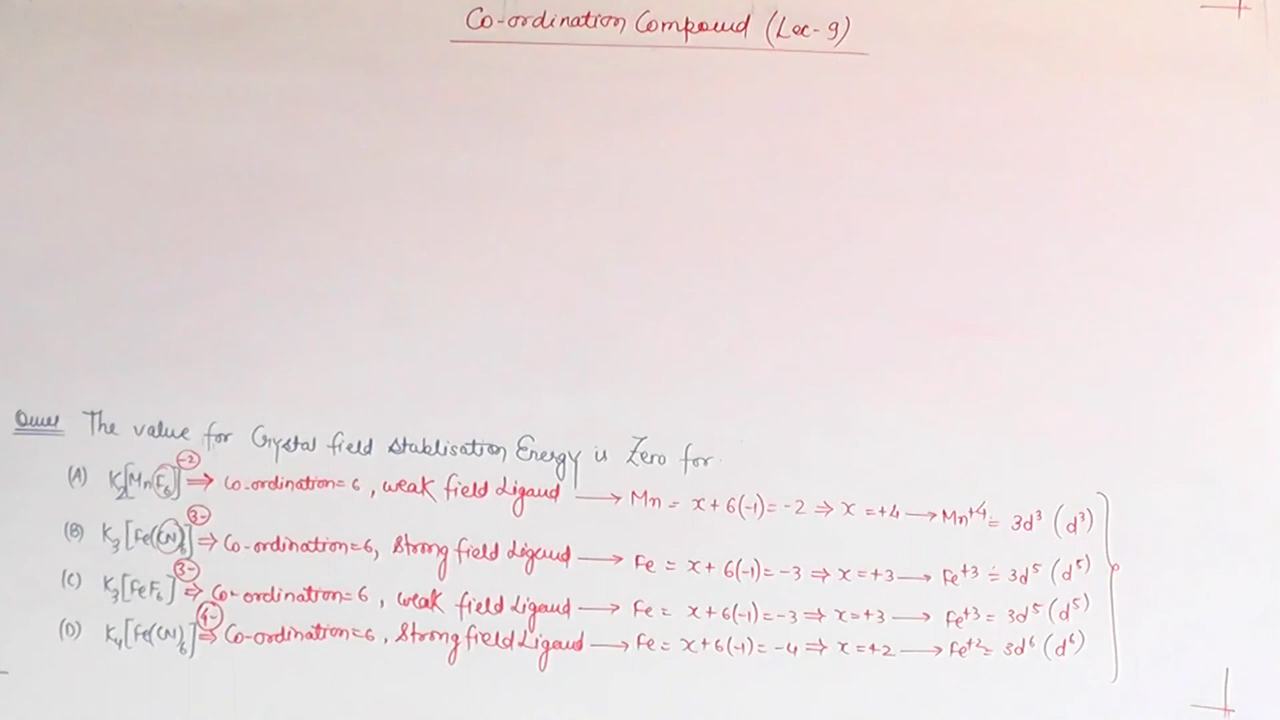 Co-ordination Compound (Lec-9)
Ques The value for Crystal field stablisation Energy is Zero for
(A) K2[MnF6] -2 ⇒ Co-ordination = 6, weak field Ligand ⟶ Mn = x + 6(-1) = -2 ⇒ x = +4 ⟶ Mn+4 = 3d3 (d3)
(B) K3[Fe(CN)6] 3- ⇒ Co-ordination = 6, Strong field Ligand ⟶ Fe = x + 6(-1) = -3 ⇒ x = +3 ⟶ Fe+3 = 3d5 (d5)
(C) K3[FeF6] 3- ⇒ Co-ordination = 6, weak field Ligand ⟶ Fe = x + 6(-1) = -3 ⇒ x = +3 ⟶ Fe+3 = 3d5 (d5)
(D) K4[Fe(CN)6] 4- ⇒ Co-ordination = 6, Strong field Ligand ⟶ Fe = x + 6(-1) = -4 ⇒ x = +2 ⟶ Fe+2 = 3d6 (d6)